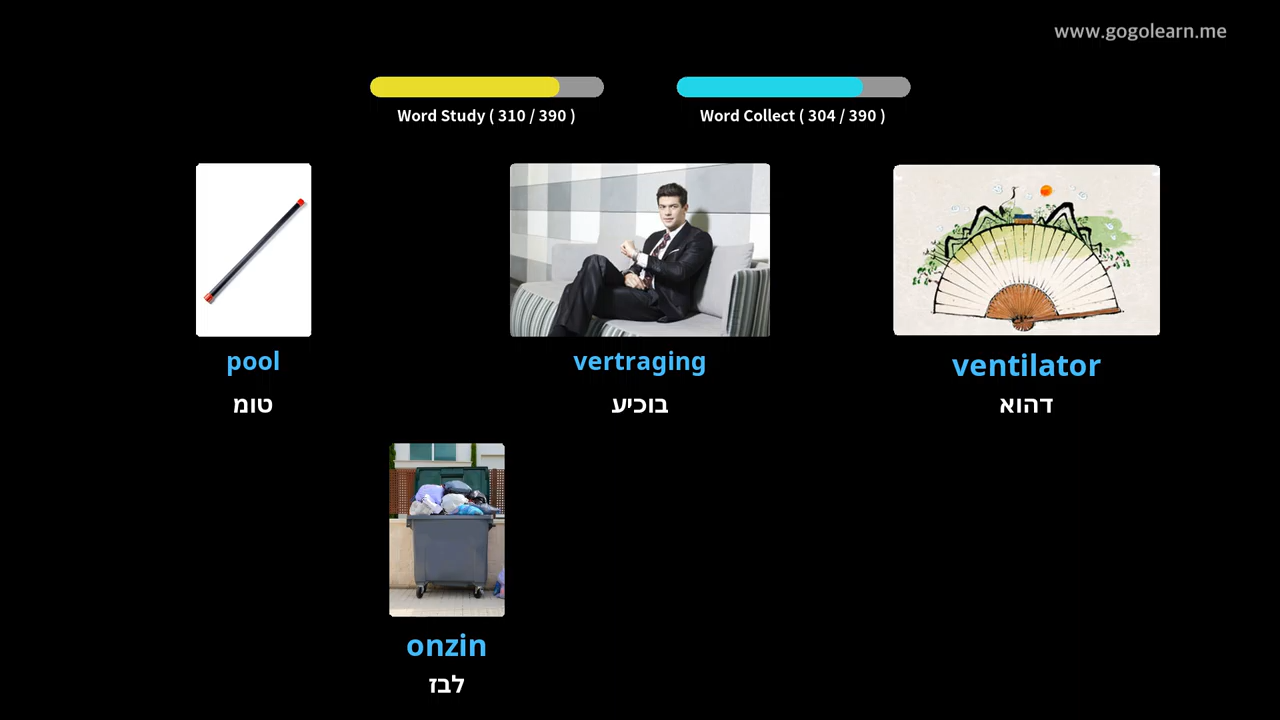 www.gogolearn.me
Word Study ( 310 / 390 )
Word Collect ( 304 / 390 )
pool
טומ
vertraging
בוכיע
ventilator
דהוא
onzin
לבז